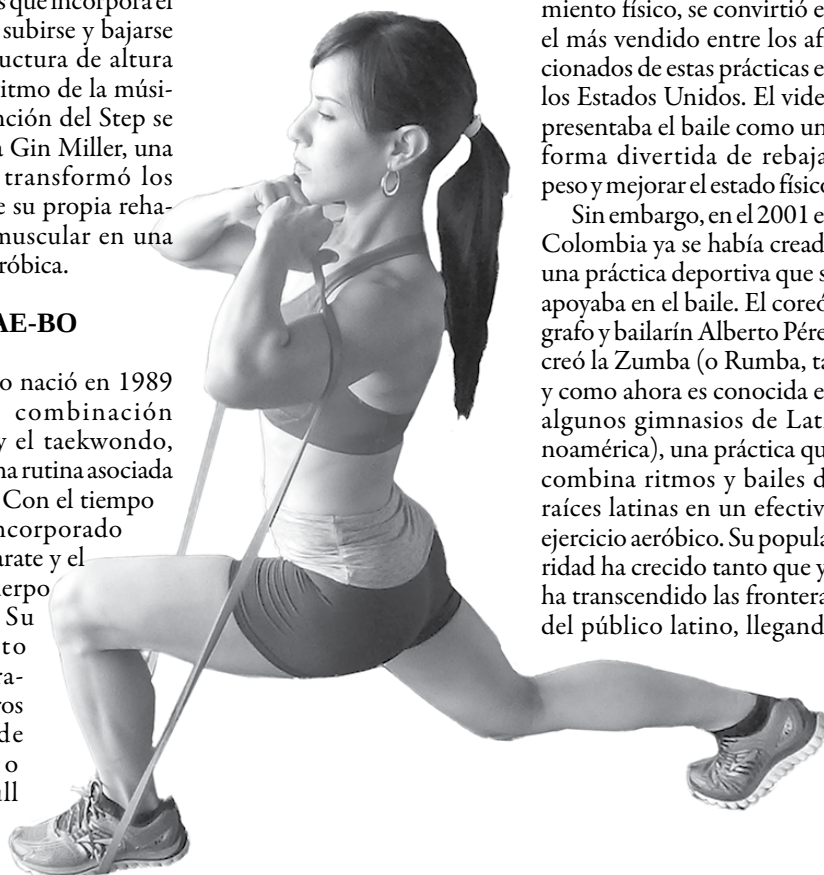 que incorpora el
subirse y bajarse
uctura de altura
itmo de la músi-
nción del Step se
a Gin Miller, una
transformó los
e su propia reha-
muscular en una
róbica.
AE-BO
o nació en 1989
combinación
y el taekwondo,
na rutina asociada
Con el tiempo
ncorporado
arate y el
erpo
Su
to
ra-
ros
de
o
ll
miento físico, se convirtió e
el más vendido entre los af
cionados de estas prácticas e
los Estados Unidos. El vide
presentaba el baile como un
forma divertida de rebaja
peso y mejorar el estado físico
Sin embargo, en el 2001 e
Colombia ya se había cread
una práctica deportiva que s
apoyaba en el baile. El coreó
grafo y bailarín Alberto Pére
creó la Zumba (o Rumba, ta
y como ahora es conocida e
algunos gimnasios de Lati
noamérica), una práctica qu
combina ritmos y bailes d
raíces latinas en un efectiv
ejercicio aeróbico. Su popula
ridad ha crecido tanto que y
ha transcendido las frontera
del público latino, llegand